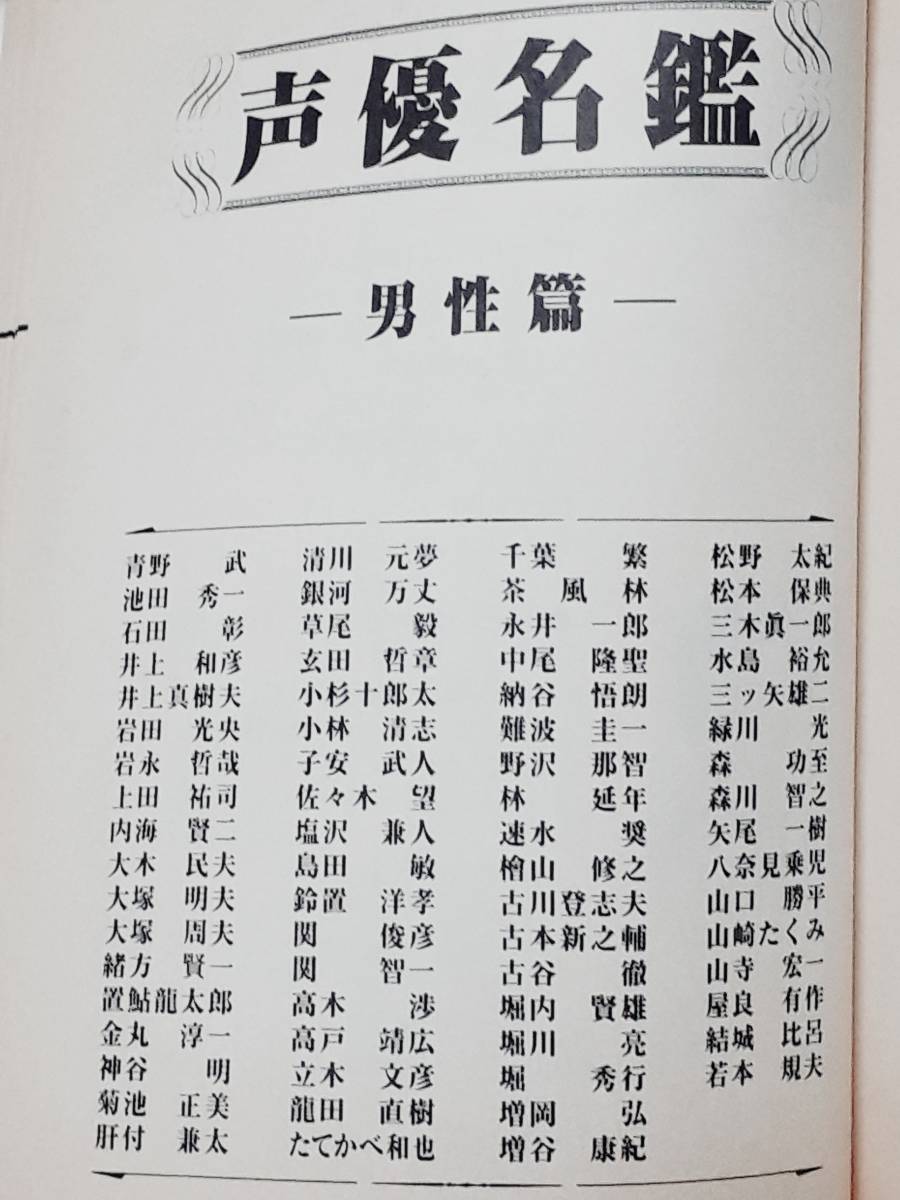 声優名鑑
男性篇
青野 武
池田 秀一
石田 彰
井上 和彦
井上真樹夫
岩田 光央
岩永 哲哉
上田 祐司
内海 賢二
大木 民夫
大塚 明夫
大塚 周夫
緒方 賢一
置鮎龍太郎
金丸 淳一
神谷 明
菊池 正美
肝付 兼太
清川 元夢
銀河 万丈
草尾 毅
玄田 哲章
小杉十郎太
小林 清志
子安 武人
佐々木 望
塩沢 兼人
島田 敏
鈴置 洋孝
関 俊彦
関 智一
高木 渉
高戸 靖広
立木 文彦
龍田 直樹
たてかべ和也
千葉 繁
茶 風 林
永井 一郎
中尾 隆聖
納谷 悟朗
難波 圭一
野沢 那智
林 延年
速水 奨
檜山 修之
古川登志夫
古本新之輔
古谷 徹
堀内 賢雄
堀川 亮
堀 秀行
増岡 弘
増谷 康紀
松野 太紀
松本 保典
三木眞一郎
水島 裕允
三ッ矢雄二
緑川 光
森 功至
森川 智之
矢尾 一樹
八奈見乗児
山口 勝平
山崎たくみ
山寺 宏一
屋良 有作
結城 比呂
若本 規夫